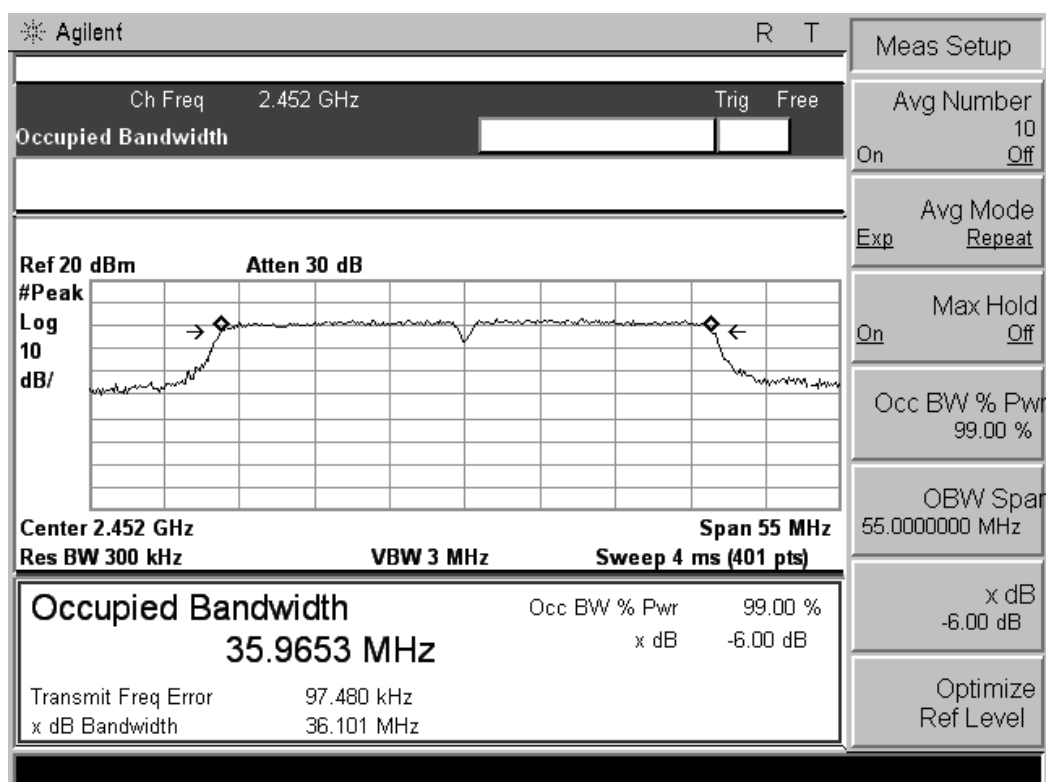 Agilent R T
Ch Freq 2.452 GHz Trig Free
Occupied Bandwidth
Ref 20 dBm Atten 30 dB
#Peak
Log
10
dB/
Center 2.452 GHz Span 55 MHz
Res BW 300 kHz VBW 3 MHz Sweep 4 ms (401 pts)
Occupied Bandwidth Occ BW % Pwr 99.00 %
35.9653 MHz x dB -6.00 dB
Transmit Freq Error 97.480 kHz
x dB Bandwidth 36.101 MHz
Meas Setup
Avg Number
10
On Off
Avg Mode
Exp Repeat
Max Hold
On Off
Occ BW % Pwr
99.00 %
OBW Span
55.0000000 MHz
x dB
-6.00 dB
Optimize
Ref Level